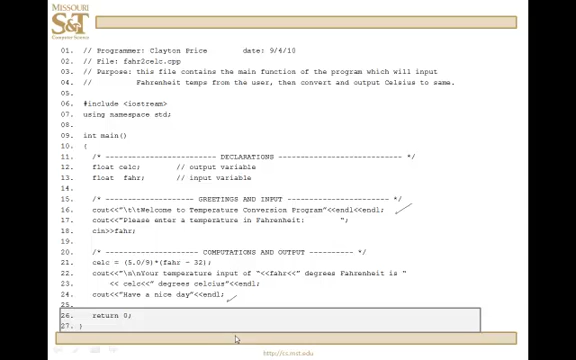 MISSOURI
S&T
Computer Science
01. // Programmer: Clayton Price date: 9/4/10
02. // File: fahr2celc.cpp
03. // Purpose: this file contains the main function of the program which will input
04. // Fahrenheit temps from the user, then convert and output Celsius to same.
05.
06. #include <iostream>
07. using namespace std;
08.
09. int main()
10. {
11. /* ------------------------ DECLARATIONS --------------------------- */
12. float celc; // output variable
13. float fahr; // input variable
14.
15. /* ------------------- GREETINGS AND INPUT ------------------- */
16. cout<<"\t\tWelcome to Temperature Conversion Program"<<endl<<endl;
17. cout<<"Please enter a temperature in Fahrenheit: ";
18. cin>>fahr;
19.
20. /* -------------------- COMPUTATIONS AND OUTPUT ---------- */
21. celc = (5.0/9)*(fahr - 32);
22. cout<<"\n\nYour temperature input of "<<fahr<<" degrees Fahrenheit is "
23. << celc<<" degrees celcius"<<endl;
24. cout<<"Have a nice day"<<endl;
25.
26. return 0;
27. }
http://cs.mst.edu